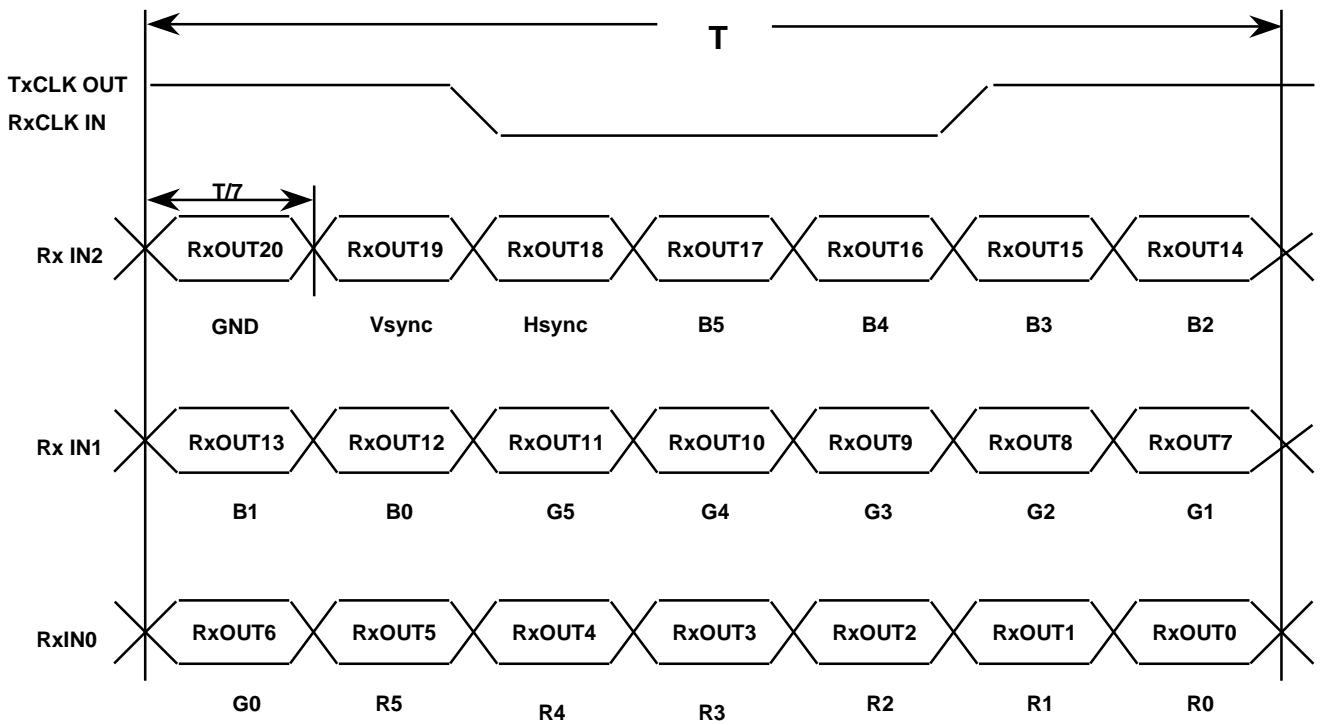 T
TxCLK OUT
RxCLK IN
T/7
Rx IN2 RxOUT20 RxOUT19 RxOUT18 RxOUT17 RxOUT16 RxOUT15 RxOUT14
GND Vsync Hsync B5 B4 B3 B2
Rx IN1 RxOUT13 RxOUT12 RxOUT11 RxOUT10 RxOUT9 RxOUT8 RxOUT7
B1 B0 G5 G4 G3 G2 G1
RxIN0 RxOUT6 RxOUT5 RxOUT4 RxOUT3 RxOUT2 RxOUT1 RxOUT0
G0 R5 R4 R3 R2 R1 R0